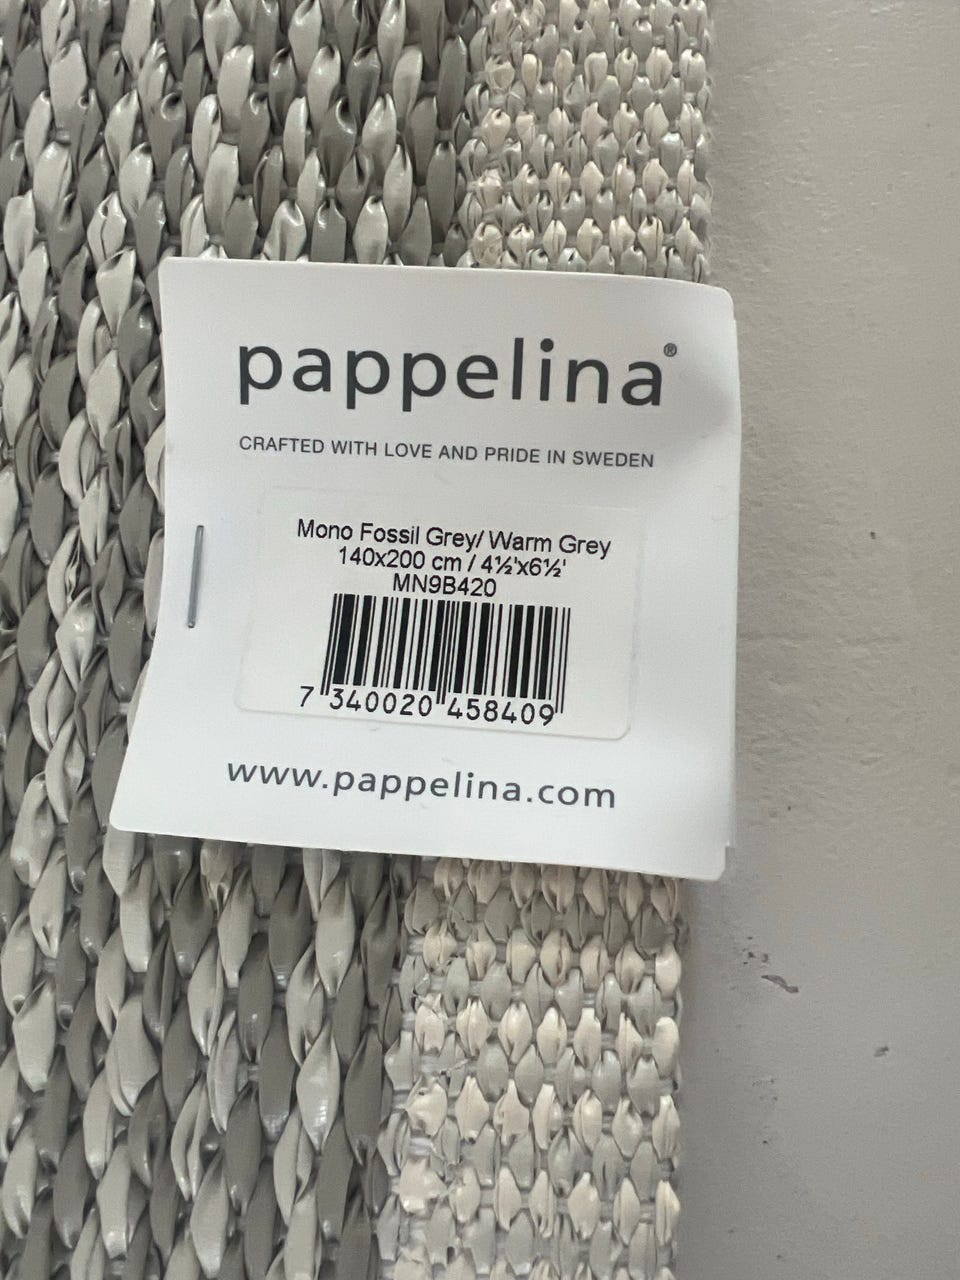 pappelina®
CRAFTED WITH LOVE AND PRIDE IN SWEDEN
Mono Fossil Grey/ Warm Grey
140x200 cm / 4½'x6½'
MN9B420
7 340020 458409
www.pappelina.com